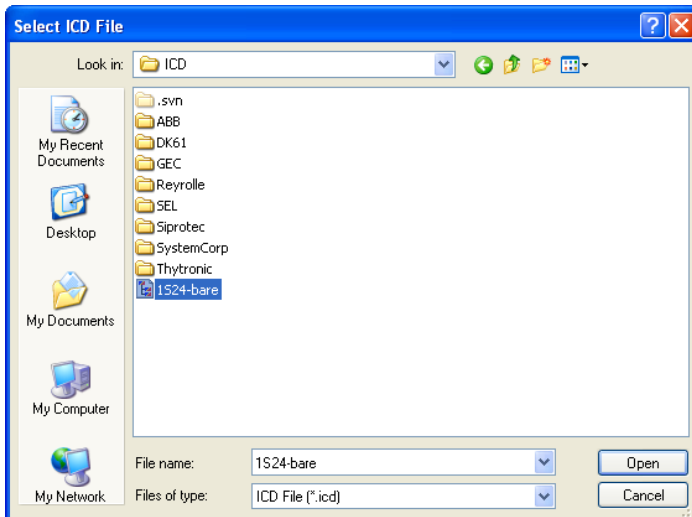 Select ICD File
Look in: ICD
My Recent
Documents
Desktop
My Documents
My Computer
My Network
.svn
ABB
DK61
GEC
Reyrolle
SEL
Siprotec
SystemCorp
Thytronic
1S24-bare
File name: 1S24-bare Open
Files of type: ICD File (*.icd) Cancel